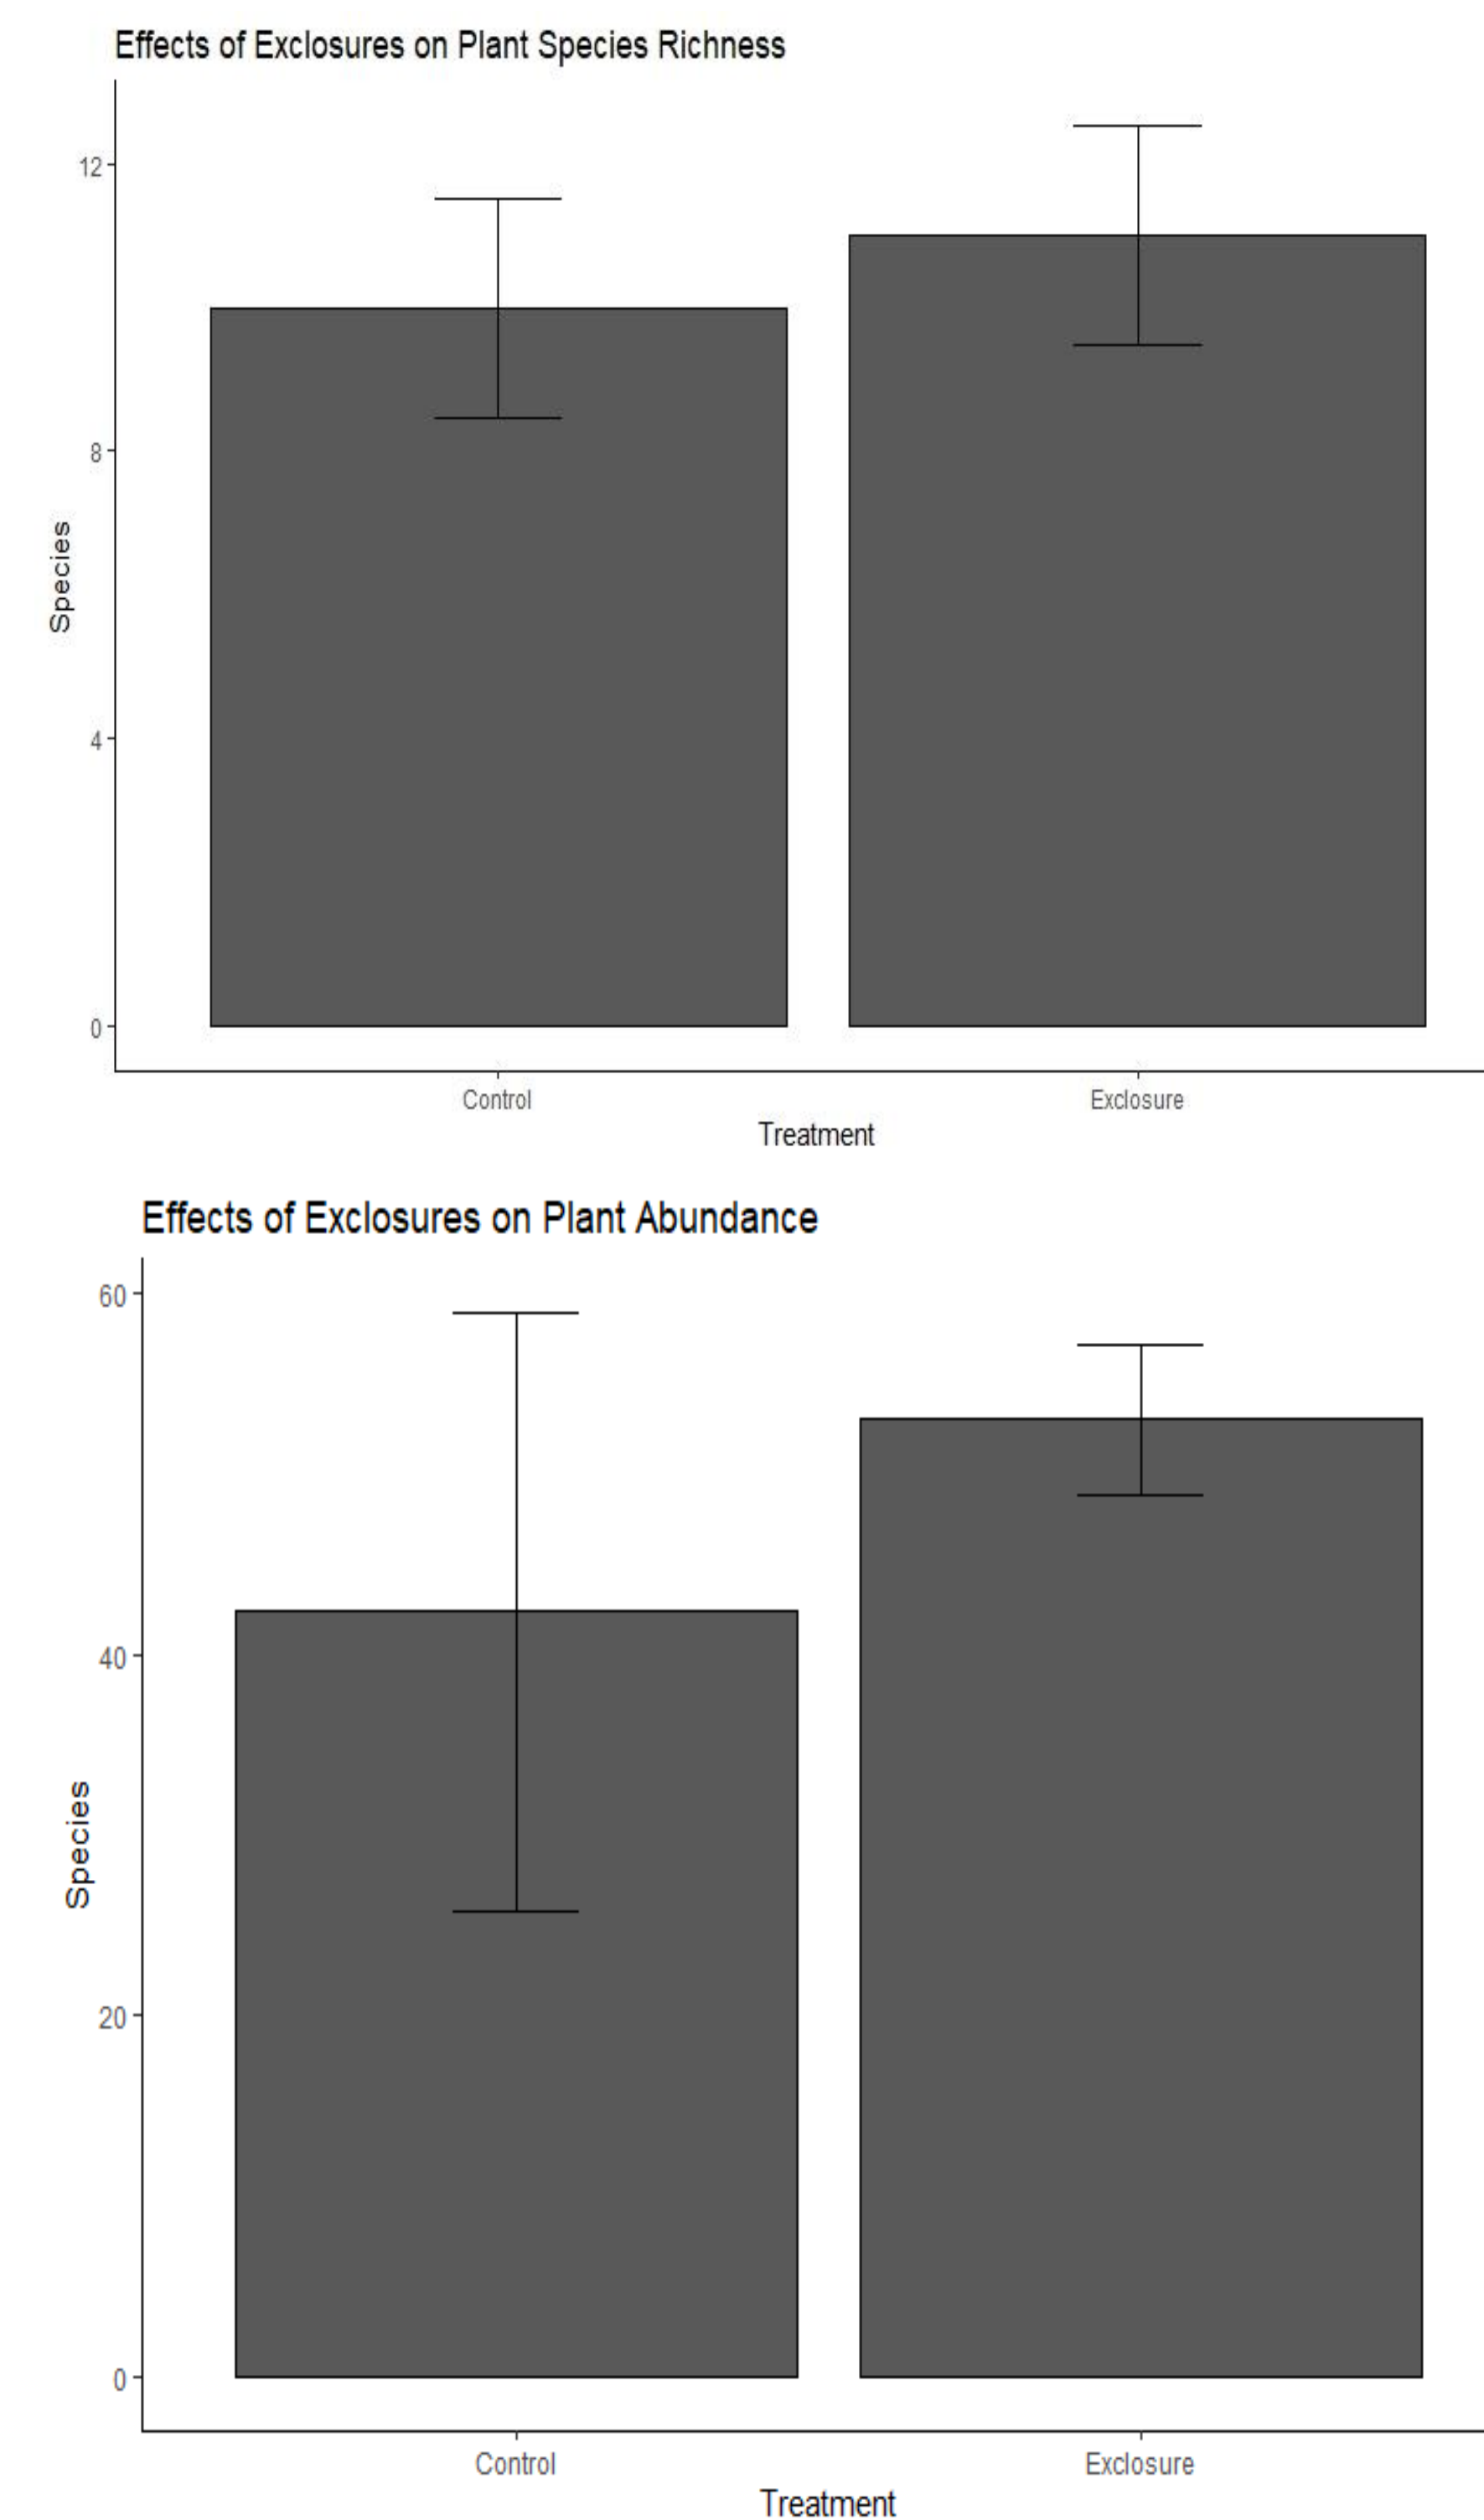 Effects of Exclosures on Plant Species Richness
12
8
4
0
Species
Control Exclosure
Treatment
Effects of Exclosures on Plant Abundance
60
40
20
0
Species
Control Exclosure
Treatment